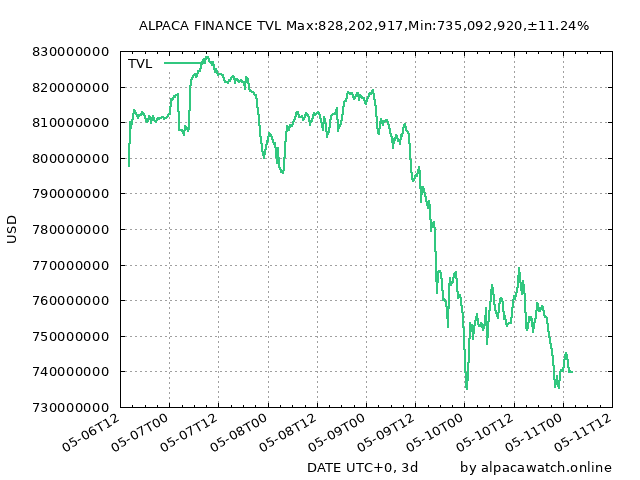 ALPACA FINANCE TVL Max:828,202,917,Min:735,092,920,±11.24%
830000000
820000000
810000000
800000000
790000000
780000000
770000000
760000000
750000000
740000000
730000000
USD
TVL
05-06T12
05-07T00
05-07T12
05-08T00
05-08T12
05-09T00
05-09T12
05-10T00
05-10T12
05-11T00
05-11T12
DATE UTC+0, 3d
by alpacawatch.online